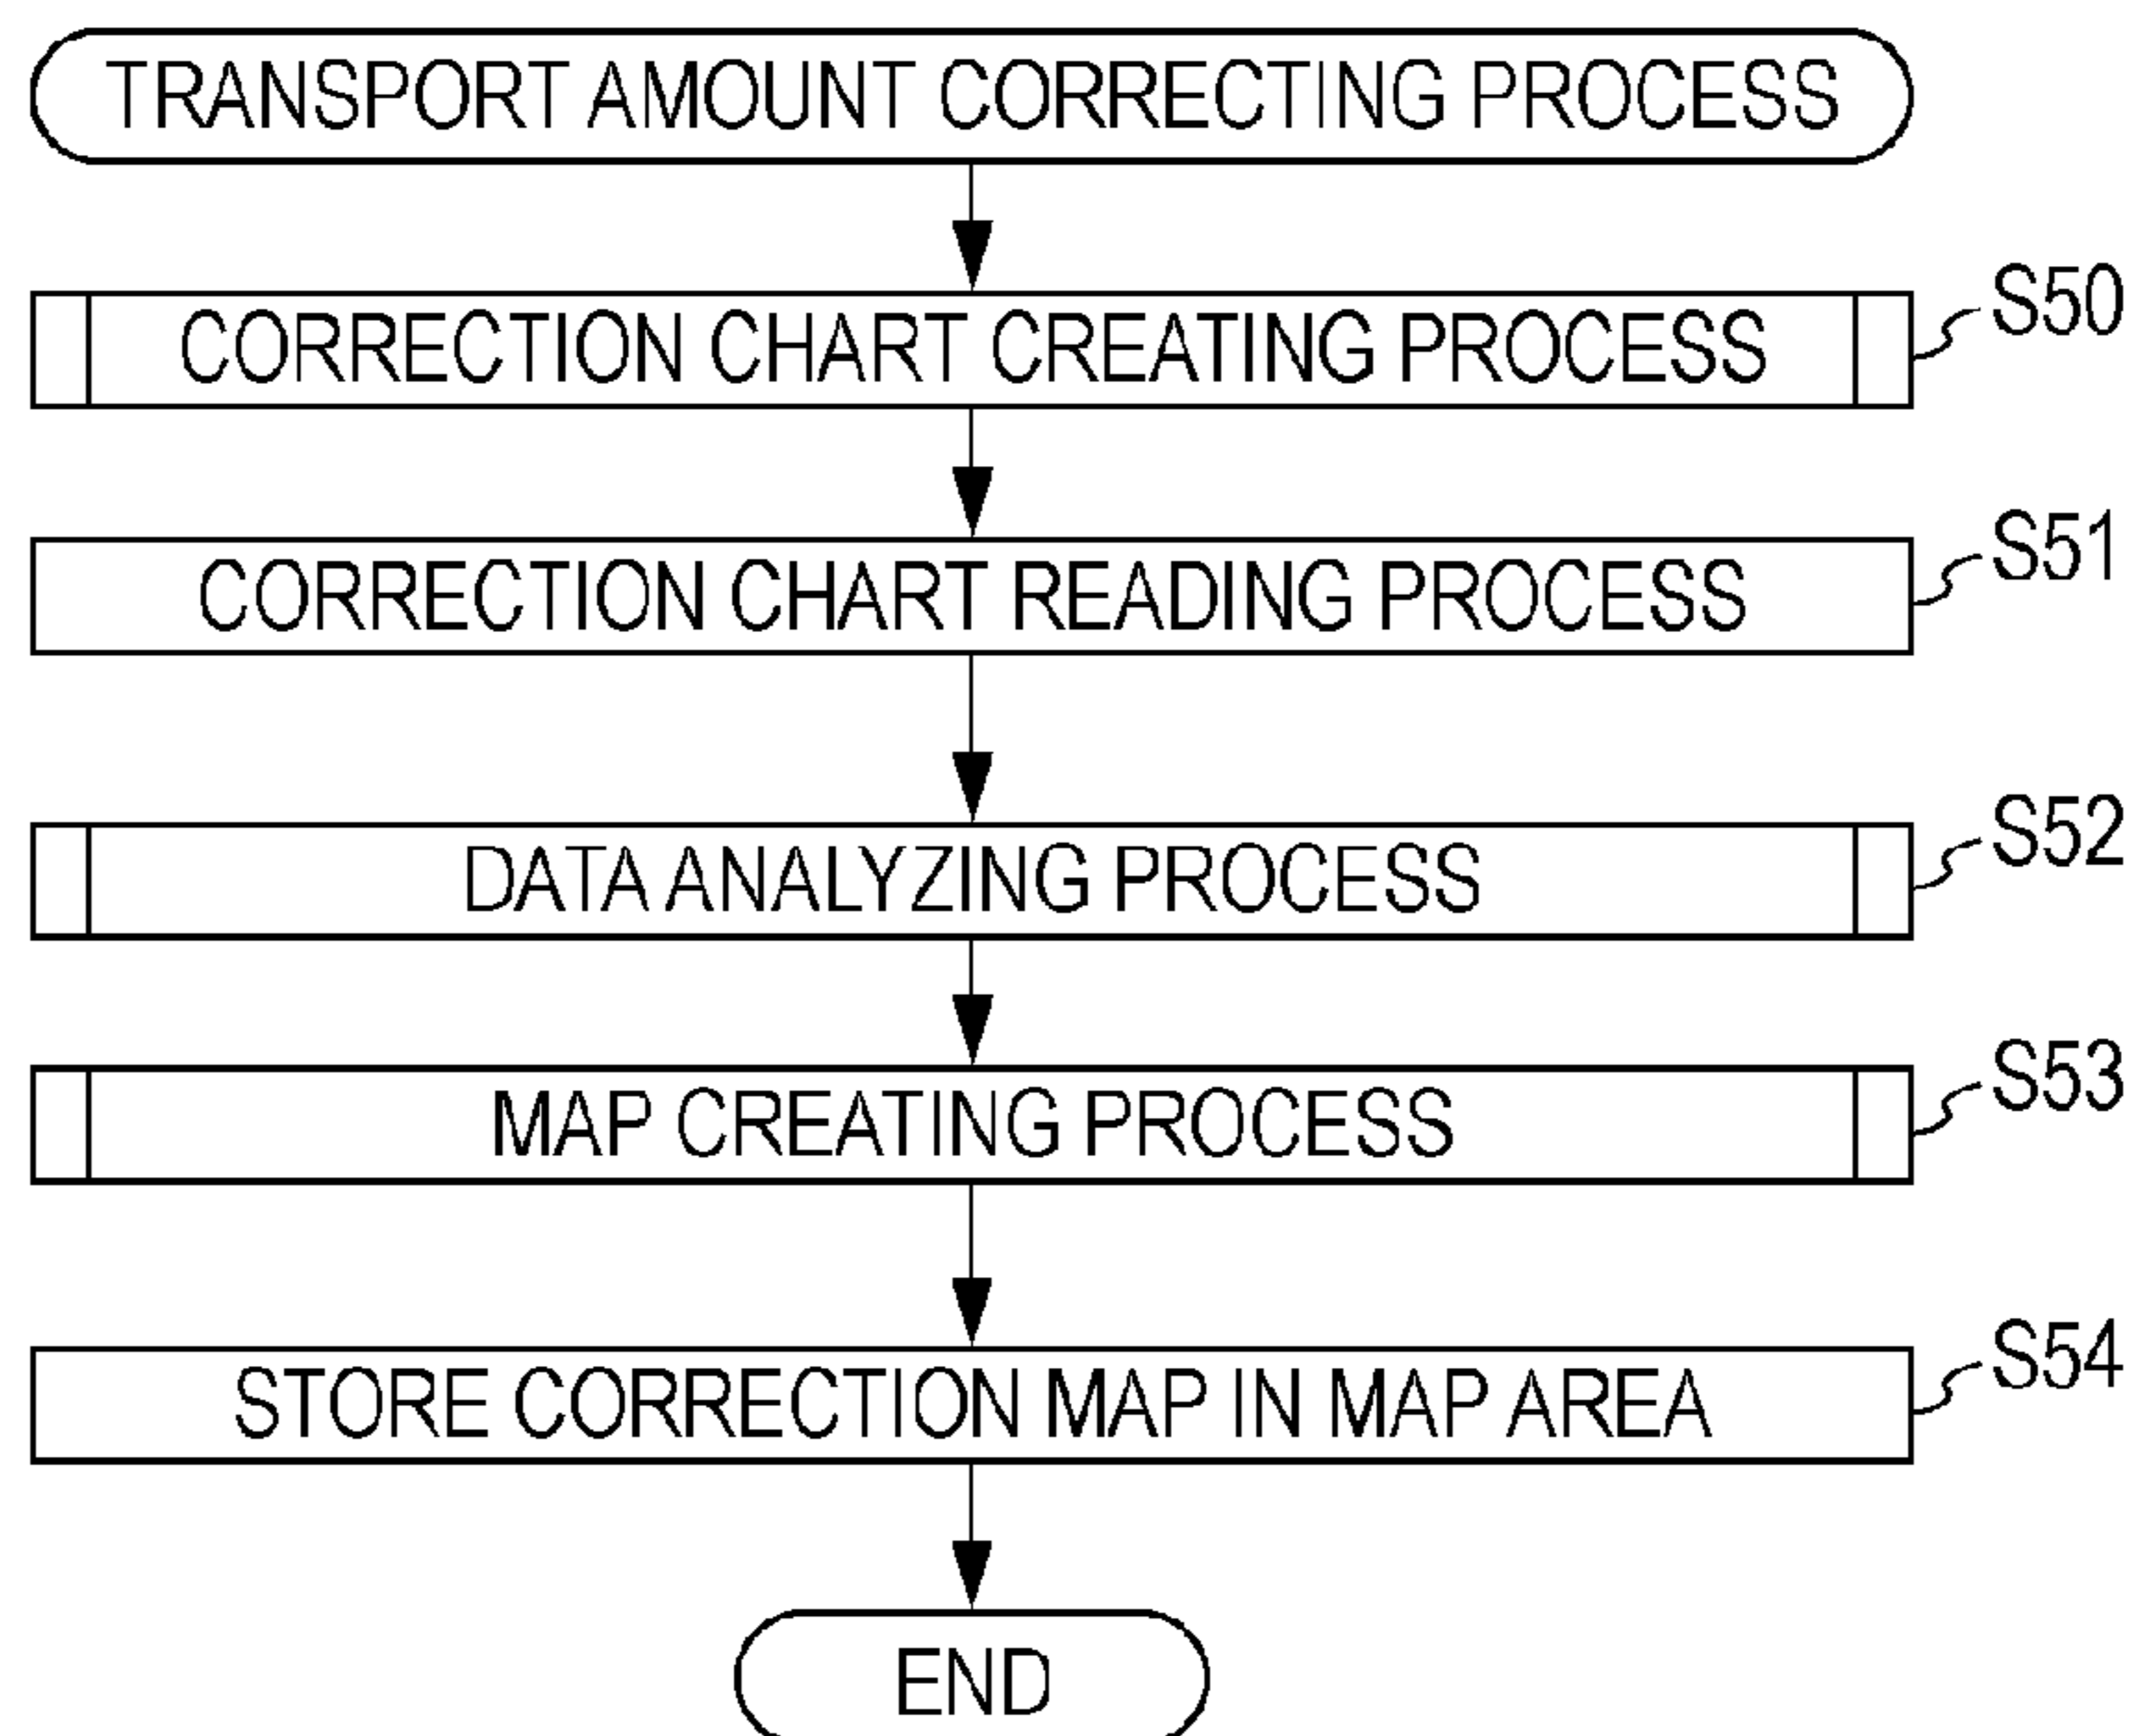 TRANSPORT AMOUNT CORRECTING PROCESS
CORRECTION CHART CREATING PROCESS
S50
CORRECTION CHART READING PROCESS
S51
DATA ANALYZING PROCESS
S52
MAP CREATING PROCESS
S53
STORE CORRECTION MAP IN MAP AREA
S54
END